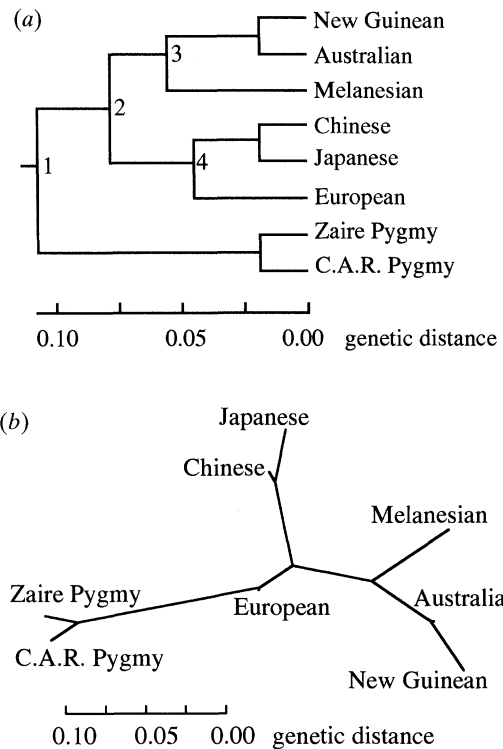 (a)
New Guinean
3
Australian
2
Melanesian
Chinese
1
4
Japanese
European
Zaire Pygmy
C.A.R. Pygmy
0.10 0.05 0.00 genetic distance
(b)
Japanese
Chinese
Melanesian
Zaire Pygmy
European
Australia
C.A.R. Pygmy
New Guinean
0.10 0.05 0.00 genetic distance